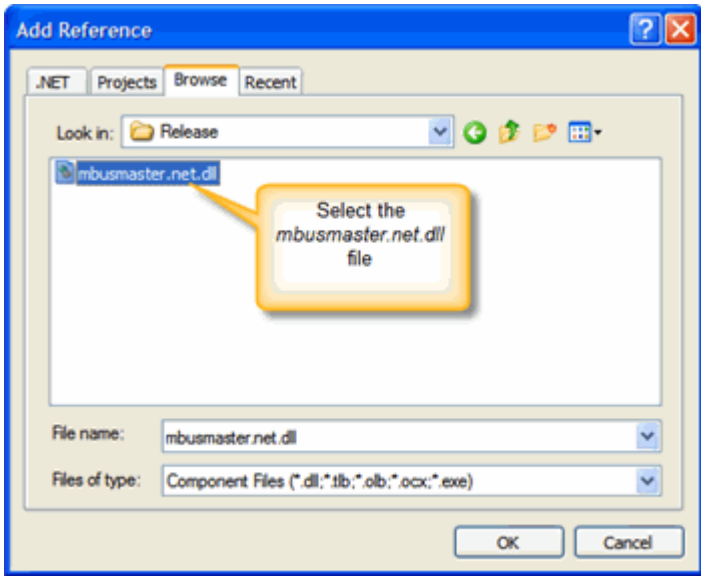 Add Reference
.NET Projects Browse Recent
Look in: Release
mbusmaster.net.dll
Select the
mbusmaster.net.dll
file
File name: mbusmaster.net.dll
Files of type: Component Files (*.dll;*.tlb;*.olb;*.ocx;*.exe)
OK Cancel